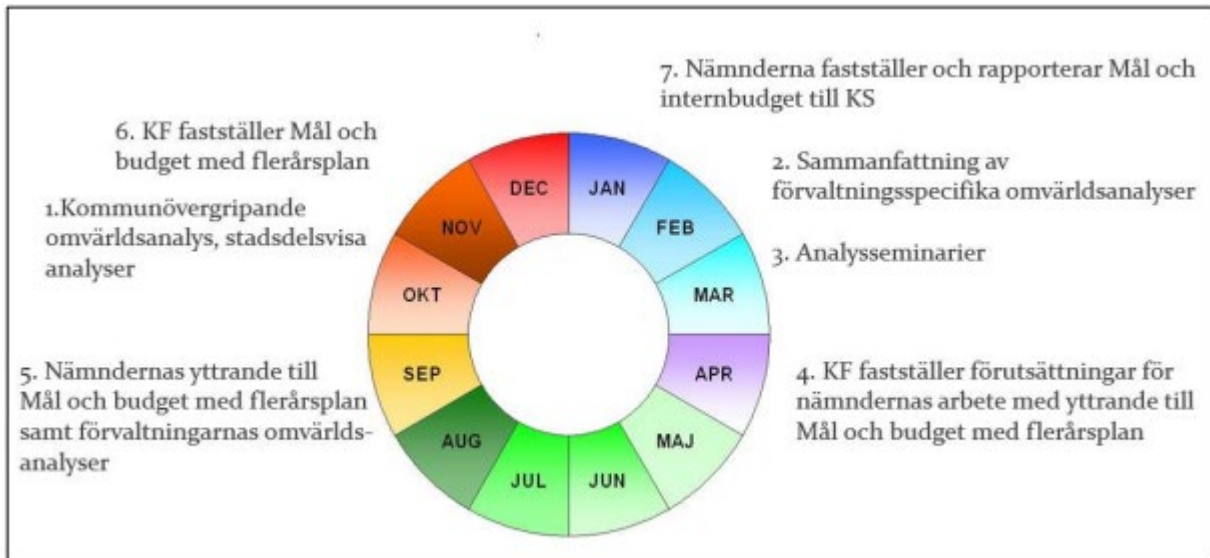 7. Nämnderna fastställer och rapporterar Mål och
internbudget till KS
6. KF fastställer Mål och
budget med flerårsplan
2. Sammanfattning av
förvaltningsspecifika omvärldsanalyser
1.Kommunövergripande
omvärldsanalys, stadsdelsvisa
analyser
3. Analysseminarier
5. Nämndernas yttrande till
Mål och budget med flerårsplan
samt förvaltningarnas omvärlds-
analyser
4. KF fastställer förutsättningar för
nämndernas arbete med yttrande till
Mål och budget med flerårsplan
JAN
FEB
MAR
APR
MAJ
JUN
JUL
AUG
SEP
OKT
NOV
DEC